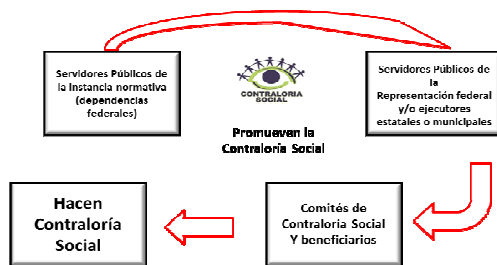 Servidores Públicos de
la Instancia normativa
(dependencias
federales)
CONTRALORIA
SOCIAL
Promueven la
Contraloría Social
Servidores Públicos de
la
Representación federal
y/o ejecutores
estatales o municipales
Comités de
Contraloría Social
Y beneficiarios
Hacen
Contraloría
Social